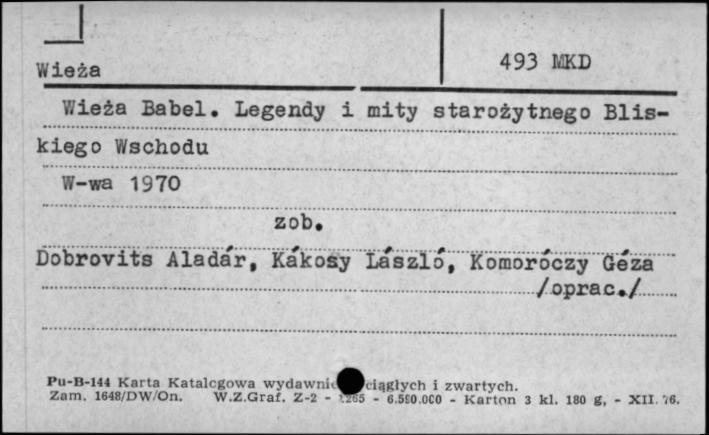 493 MKD
Wieża
Wieża Babel. Legendy i mity starożytnego Blis-
kiego Wschodu
W-wa 1970
zob.
Dobrovits Aladár, Kákosy László, Komoróczy Géza
/oprac./
Pu-B-144 Karta Katalogowa ciągłych i zwartych.
Zam. 1648/DW/On. W.Z.Graf. Z-2 - - 6.500.000 - Karton 3 kl. 180 g, - XII. 76.